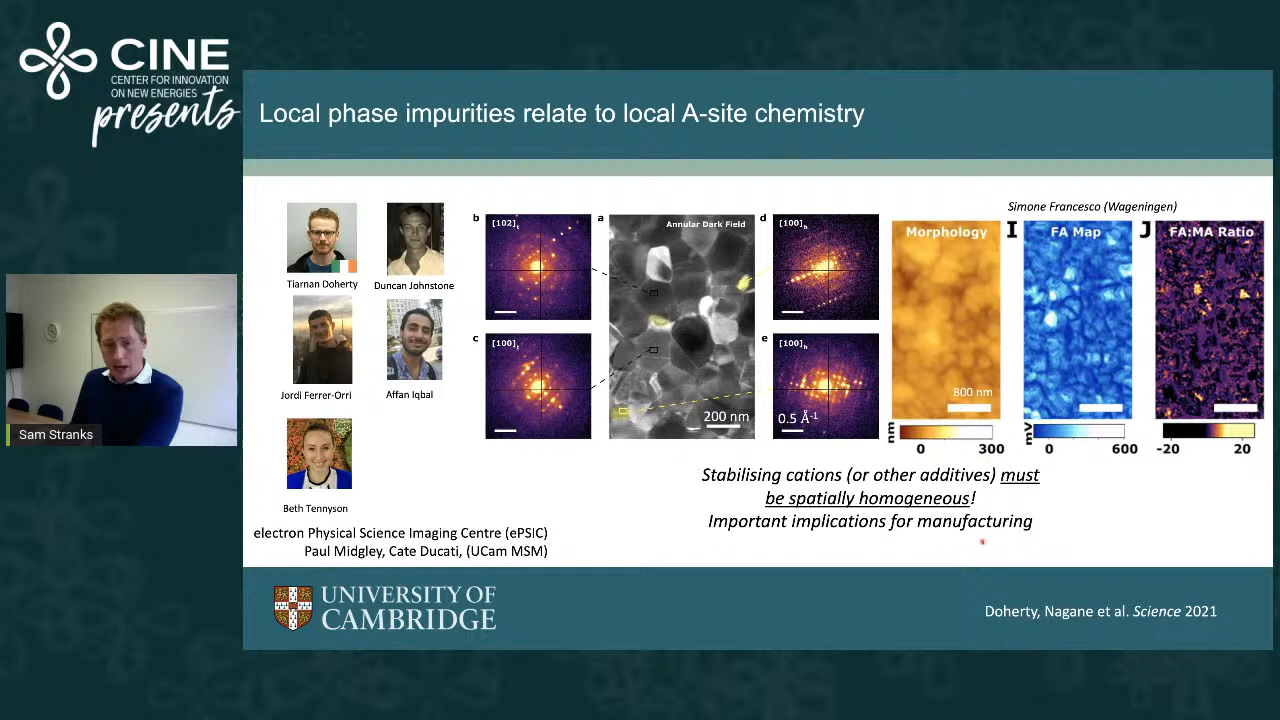 CINE
CENTER FOR INNOVATION
ON NEW ENERGIES
presents
Local phase impurities relate to local A-site chemistry
Tiarnan Doherty
Duncan Johnstone
Jordi Ferrer-Orri
Affan Iqbal
Beth Tennyson
electron Physical Science Imaging Centre (ePSIC)
Paul Midgley, Cate Ducati, (UCam MSM)
b
[102]t
a
Annular Dark Field
d
[100]h
c
[100]t
200 nm
e
[100]h
0.5 Å-1
Simone Francesco (Wageningen)
Morphology
800 nm
nm
0 300
I
FA Map
mV
0 600
J
FA:MA Ratio
-20 20
Stabilising cations (or other additives) must
be spatially homogeneous!
Important implications for manufacturing
Sam Stranks
UNIVERSITY OF
CAMBRIDGE
Doherty, Nagane et al. Science 2021